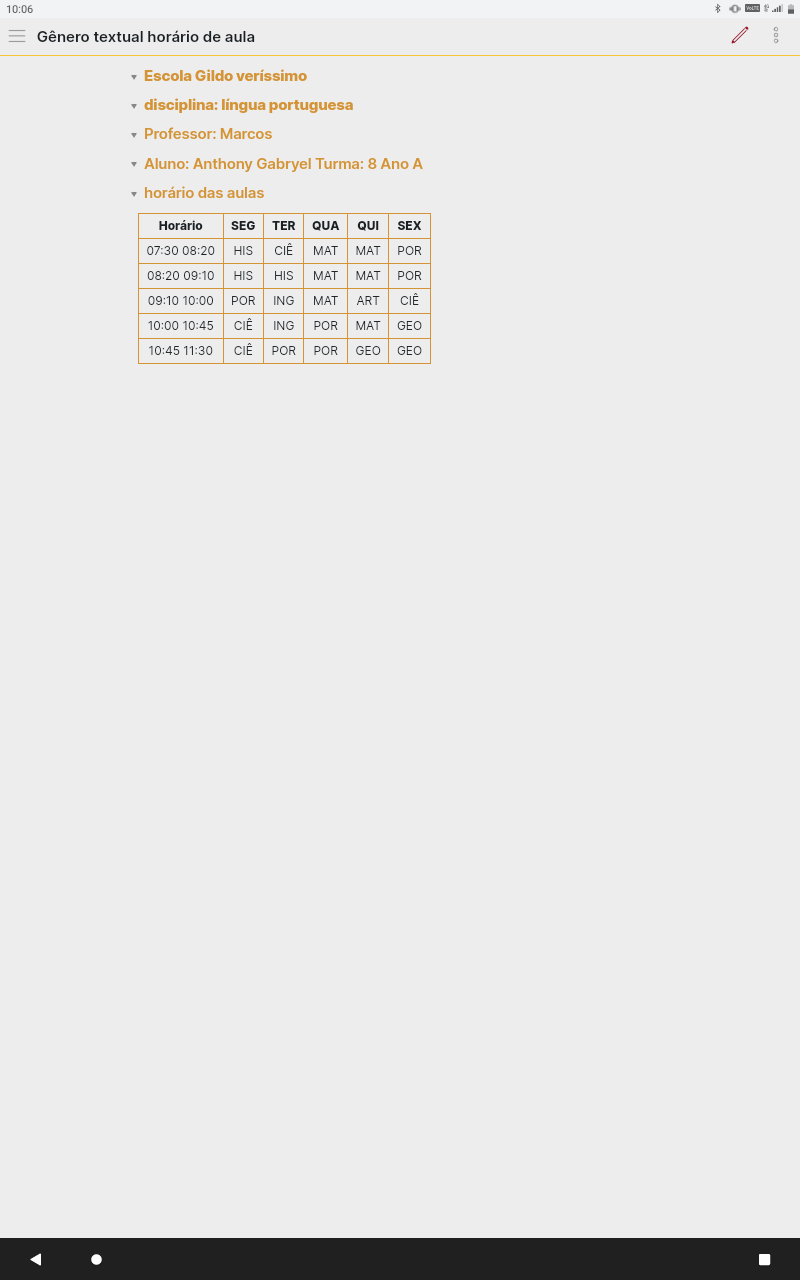 10:06
Gênero textual horário de aula
Escola Gildo veríssimo
disciplina: língua portuguesa
Professor: Marcos
Aluno: Anthony Gabryel Turma: 8 Ano A
horário das aulas
Horário SEG TER QUA QUI SEX
07:30 08:20 HIS CIÊ MAT MAT POR
08:20 09:10 HIS HIS MAT MAT POR
09:10 10:00 POR ING MAT ART CIÊ
10:00 10:45 CIÊ ING POR MAT GEO
10:45 11:30 CIÊ POR POR GEO GEO